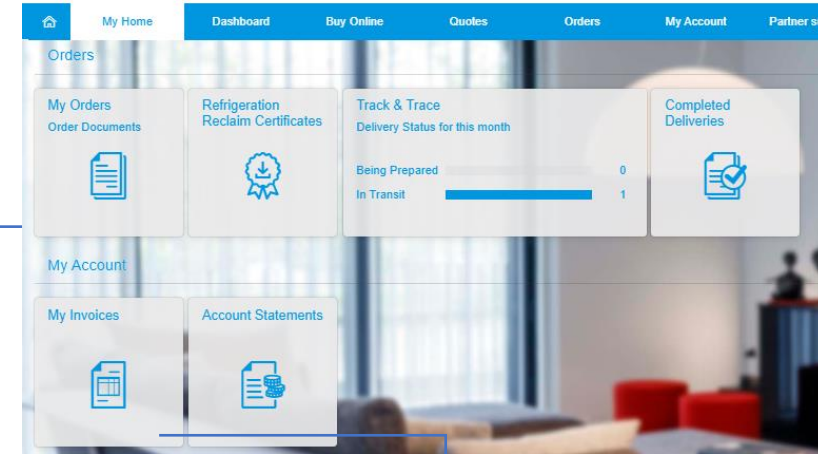 My Home Dashboard Buy Online Quotes Orders My Account Partner
Orders
My Orders
Order Documents
Refrigeration
Reclaim Certificates
Track & Trace
Delivery Status for this month
Being Prepared 0
In Transit 1
Completed
Deliveries
My Account
My Invoices
Account Statements